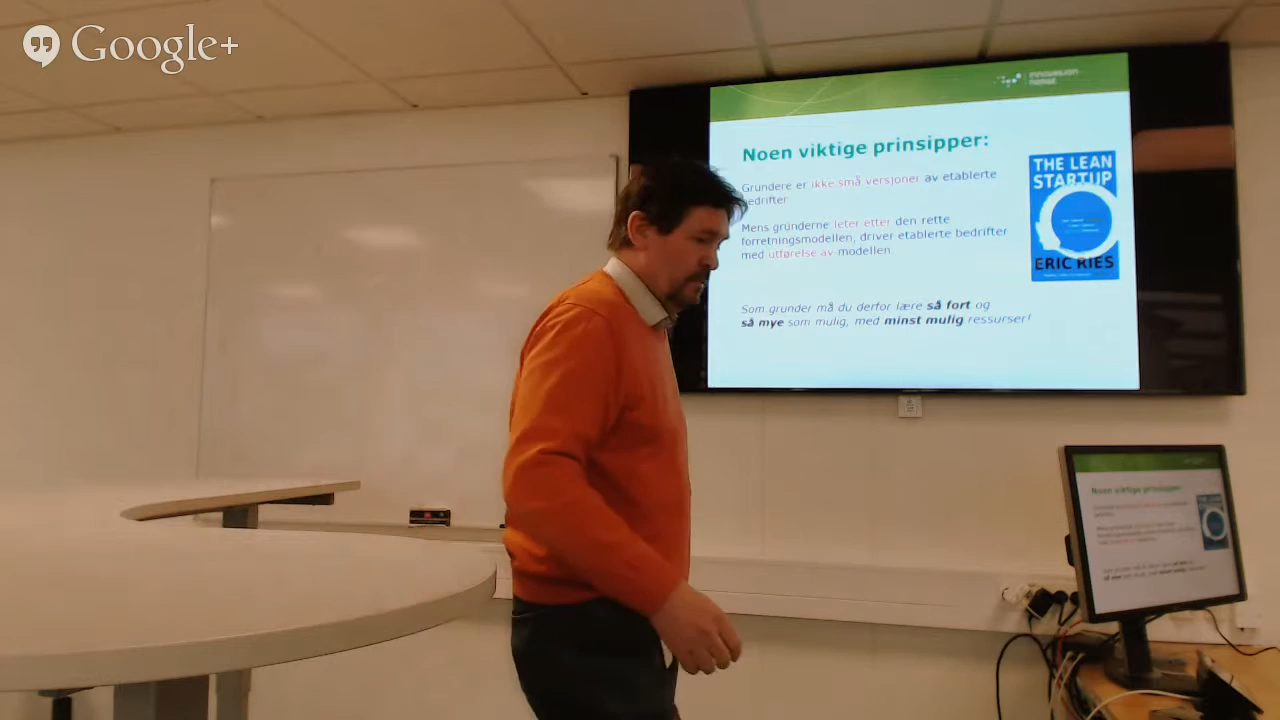 Google+
innovasjon
norge
Noen viktige prinsipper:
Gründere er ikke små versjoner av etablerte
bedrifter
Mens gründerne leter etter den rette
forretningsmodellen, driver etablerte bedrifter
med utførelse av modellen.
Som gründer må du derfor lære så fort og
så mye som mulig, med minst mulig ressurser!
THE LEAN
STARTUP
ERIC RIES
Noen viktige prinsipper: